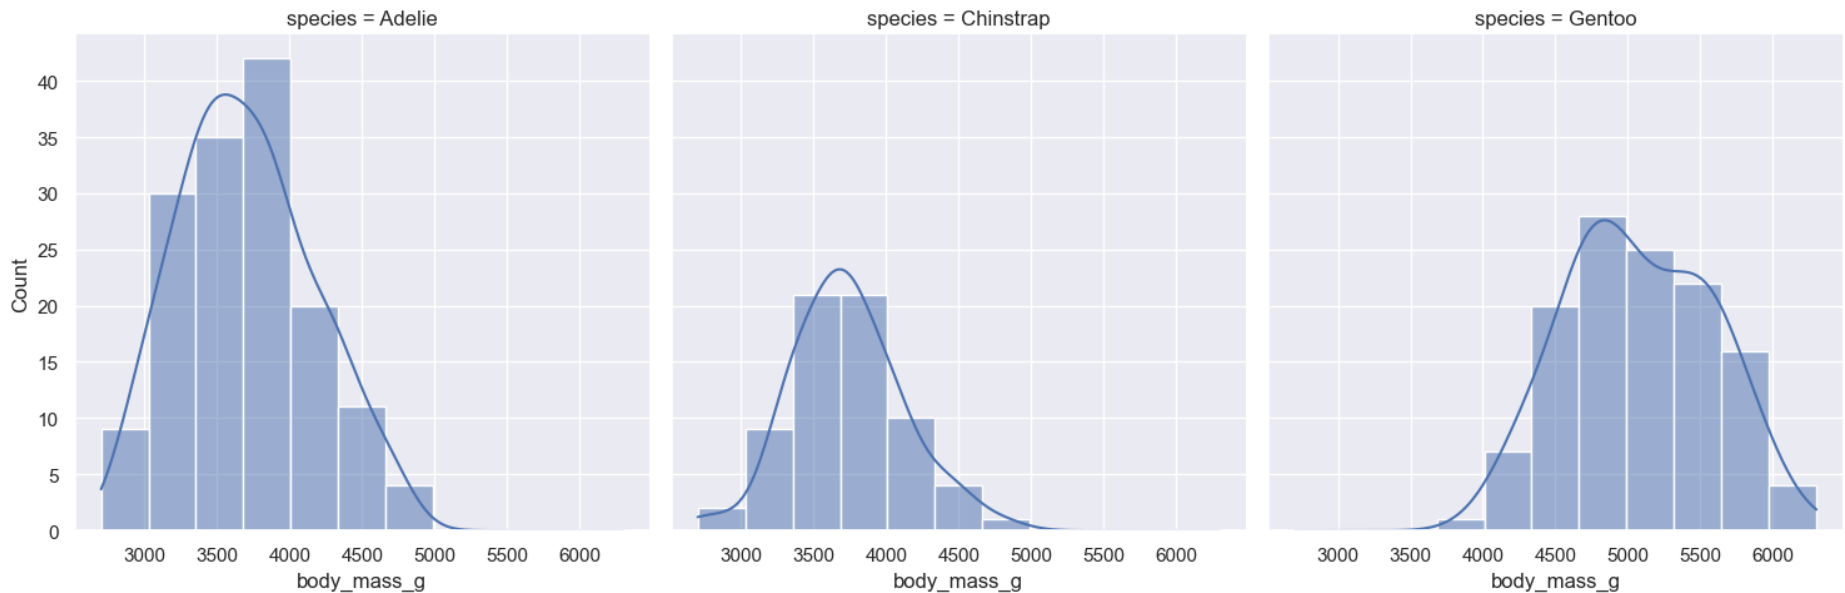 species = Adelie
species = Chinstrap
species = Gentoo
Count
40
35
30
25
20
15
10
5
0
3000 3500 4000 4500 5000 5500 6000
3000 3500 4000 4500 5000 5500 6000
3000 3500 4000 4500 5000 5500 6000
body_mass_g
body_mass_g
body_mass_g